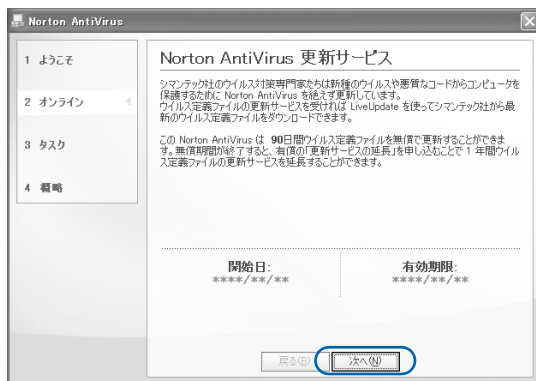 Norton AntiVirus
1 ようこそ
2 オンライン
3 タスク
4 概略
Norton AntiVirus 更新サービス
シマンテック社のウイルス対策専門家たちは新種のウイルスや悪質なコードからコンピュータを
保護するために Norton AntiVirus を絶えず更新しています。
ウイルス定義ファイルの更新サービスを受ければ LiveUpdate を使ってシマンテック社から最
新のウイルス定義ファイルをダウンロードできます。
この Norton AntiVirus は 90日間ウイルス定義ファイルを無償で更新することができま
す。無償期間が終了すると、有償の「更新サービスの延長」を申し込むことで 1 年間ウイル
ス定義ファイルの更新サービスを延長することができます。
開始日:
****/**/**
有効期限:
****/**/**
戻る(B)
次へ(N)